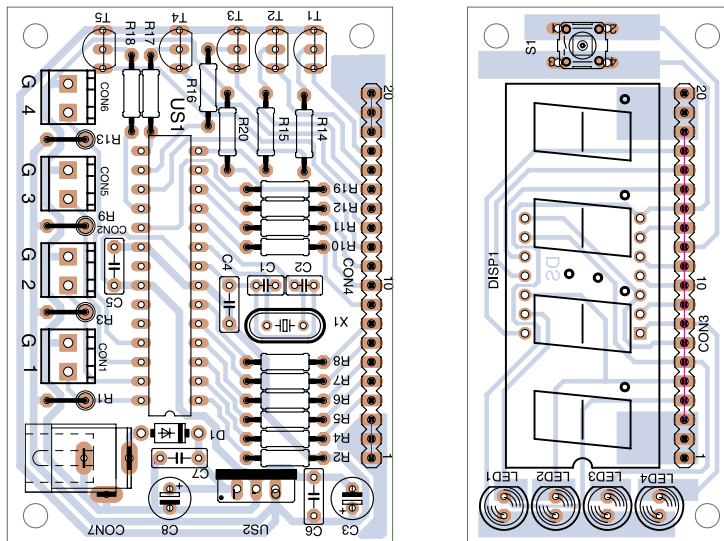 T5
T4
T3
T2
T1
R18
R17
R16
US1
R20
R15
R14
G 4
CON6
R13
G 3
CON5
R9
CON2
G 2
C5
R3
G 1
CON1
R1
R19
R12
R11
R10
C4
C1
C2
X1
CON4
20
10
1
R8
R7
R6
R5
R4
R2
D1
C7
CON7
C8
+
US2
C6
C3
+
S1
2
4
20
DISP1
DS
10
CON3
1
LED1
LED2
LED3
LED4